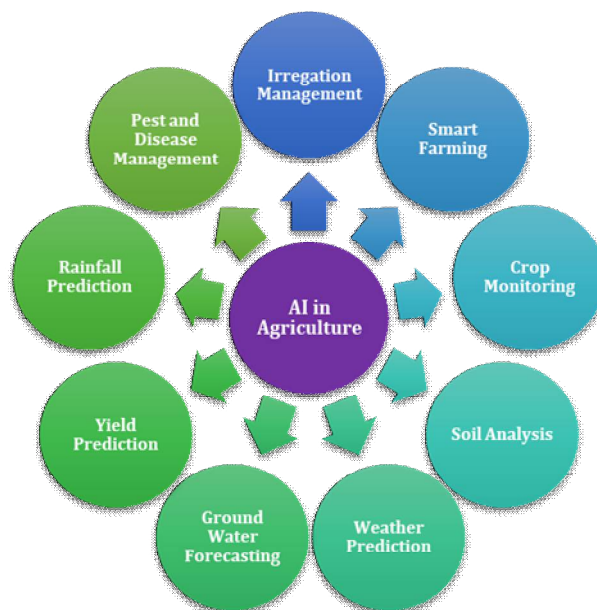 Irregation
Management
Smart
Farming
Crop
Monitoring
Soil Analysis
Weather
Prediction
Ground
Water
Forecasting
Yield
Prediction
Rainfall
Prediction
Pest and
Disease
Management
AI in
Agriculture